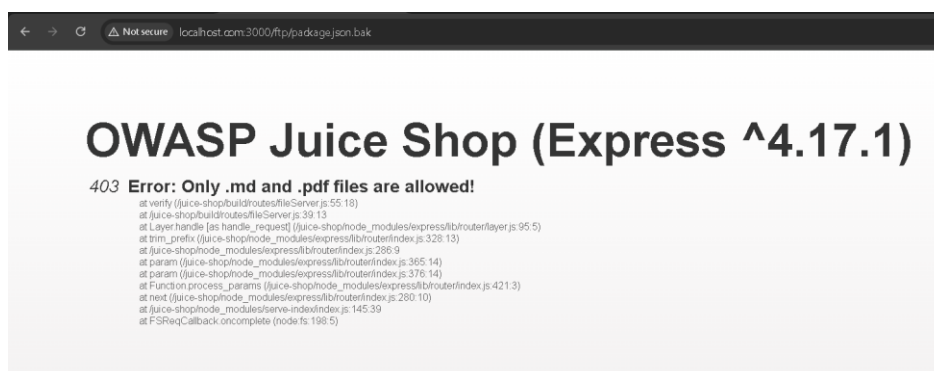 Not secure localhost.com:3000/ftp/package.json.bak
OWASP Juice Shop (Express ^4.17.1)
403 Error: Only .md and .pdf files are allowed!
at verify (/juice-shop/build/routes/fileServer.js:55:18)
at /juice-shop/build/routes/fileServer.js:39:13
at Layer.handle [as handle_request] (/juice-shop/node_modules/express/lib/router/layer.js:95:5)
at trim_prefix (/juice-shop/node_modules/express/lib/router/index.js:328:13)
at /juice-shop/node_modules/express/lib/router/index.js:286:9
at param (/juice-shop/node_modules/express/lib/router/index.js:365:14)
at param (/juice-shop/node_modules/express/lib/router/index.js:376:14)
at Function.process_params (/juice-shop/node_modules/express/lib/router/index.js:421:3)
at next (/juice-shop/node_modules/express/lib/router/index.js:280:10)
at /juice-shop/node_modules/serve-index/index.js:145:39
at FSReqCallback.oncomplete (node:fs:198:5)